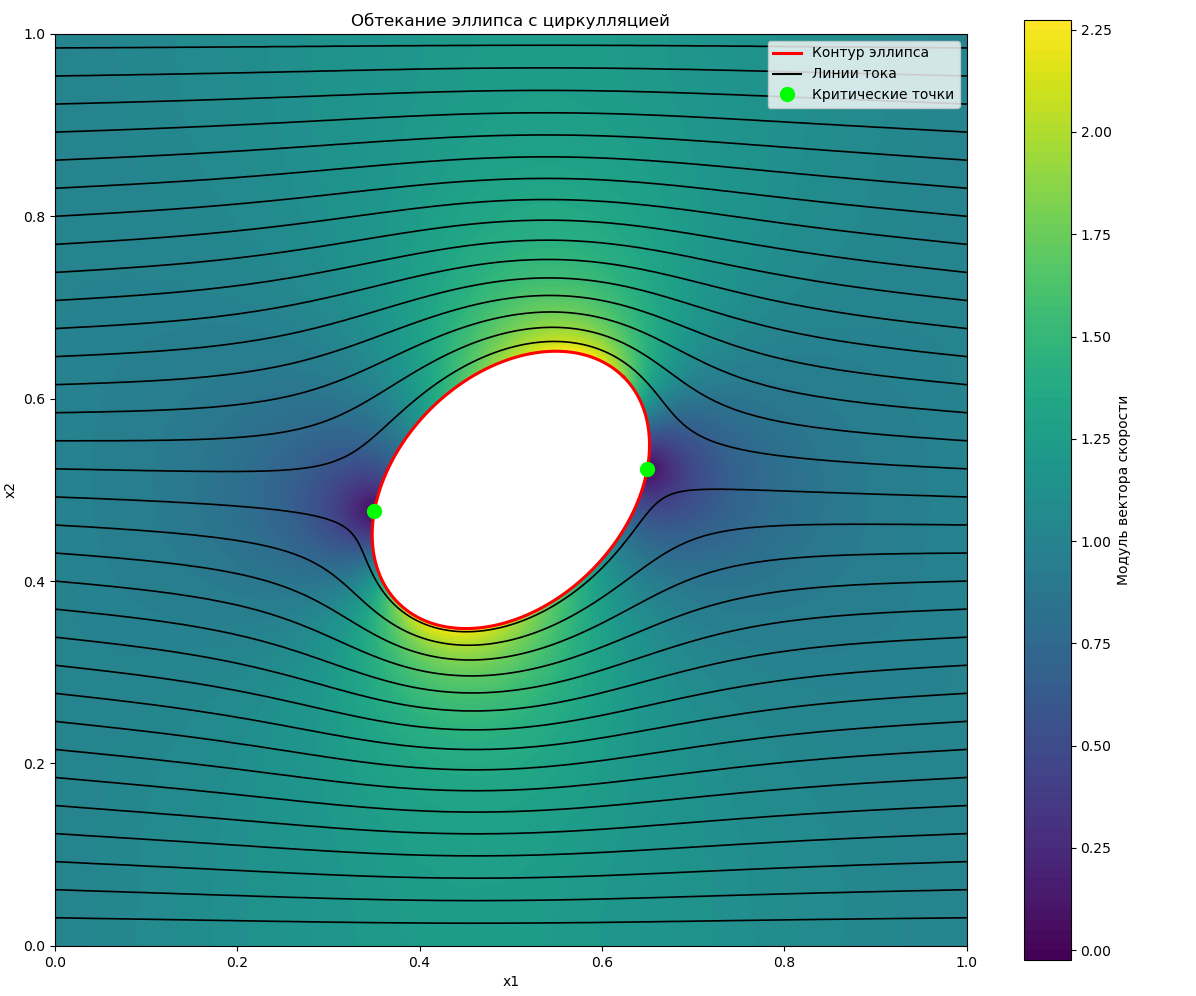 Обтекание эллипса с циркулляцией
Контур эллипса
Линии тока
Критические точки
1.0
0.8
0.6
0.4
0.2
0.0
x2
0.0 0.2 0.4 0.6 0.8 1.0
x1
2.25
2.00
1.75
1.50
1.25
1.00
0.75
0.50
0.25
0.00
Модуль вектора скорости